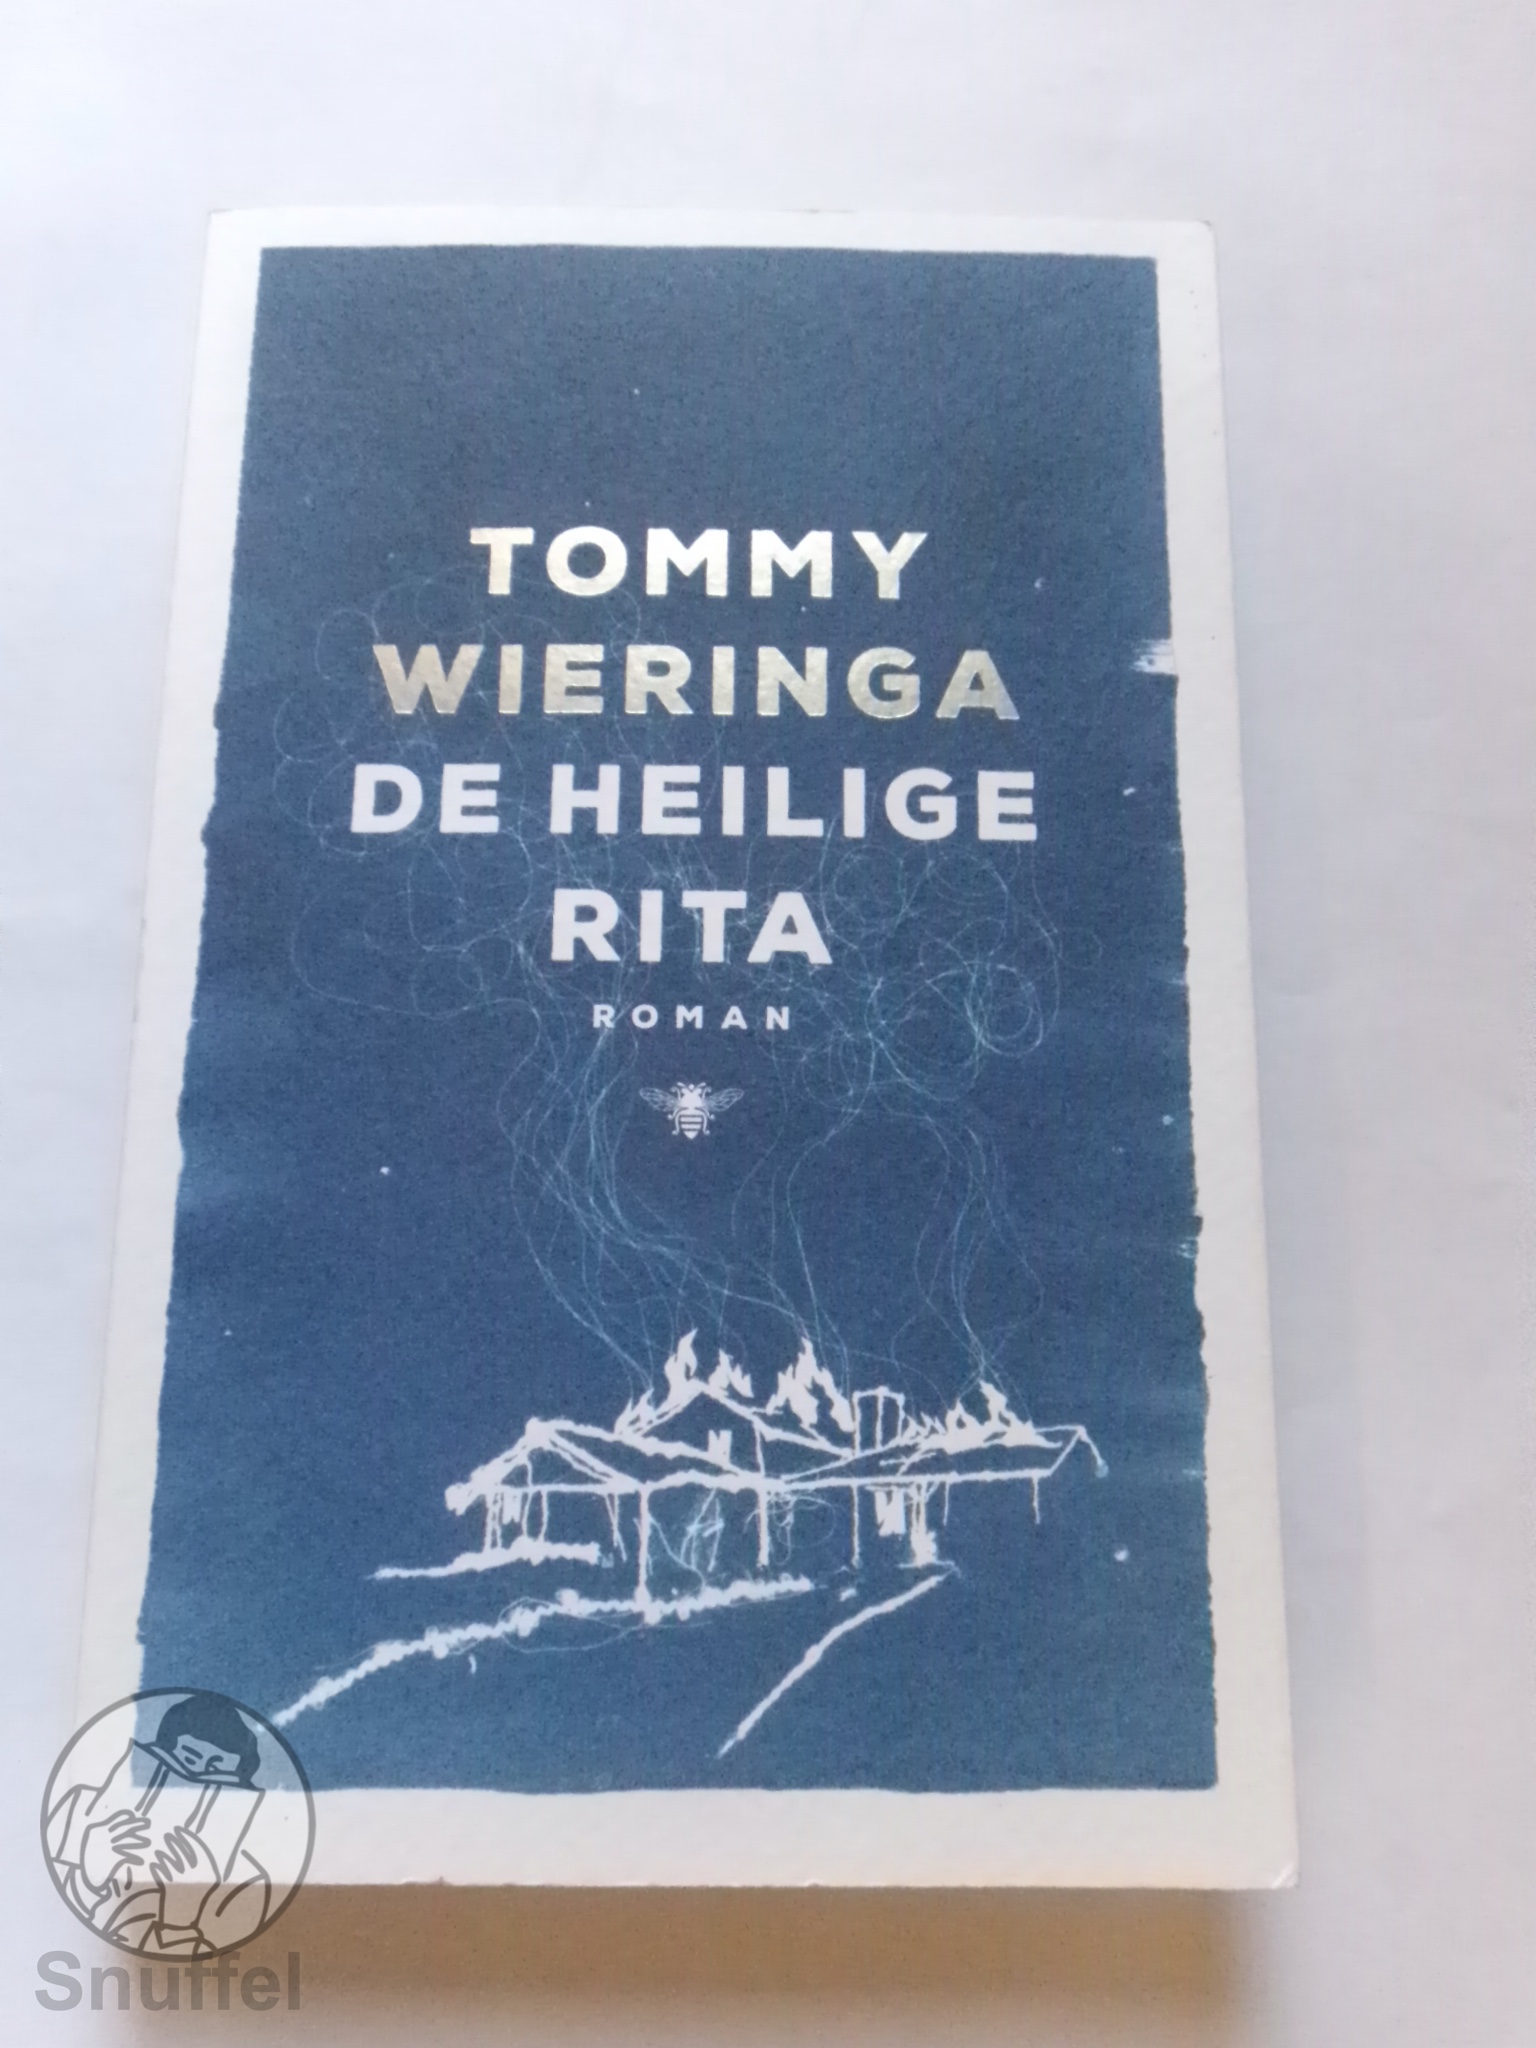 TOMMY
WIERINGA
DE HEILIGE
RITA
ROMAN
Snuffel